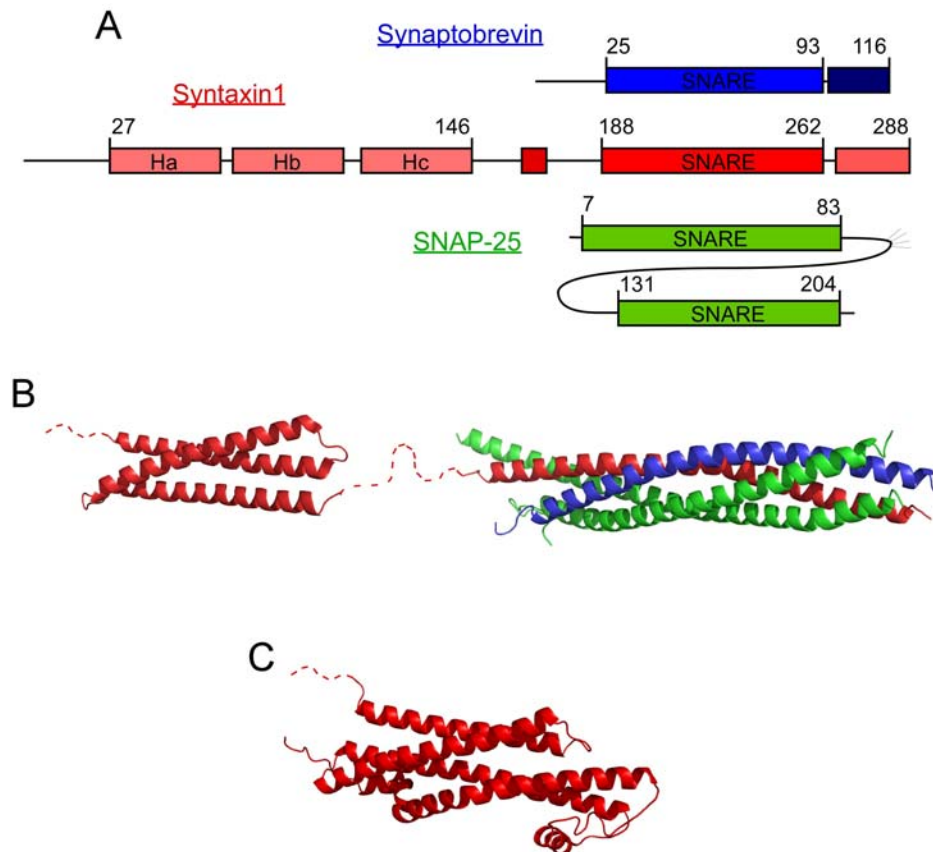 A
Synaptobrevin
25 93 116
SNARE
Syntaxin1
27 146 188 262 288
Ha Hb Hc SNARE
7 83
SNAP-25 SNARE
131 204
SNARE
B
C